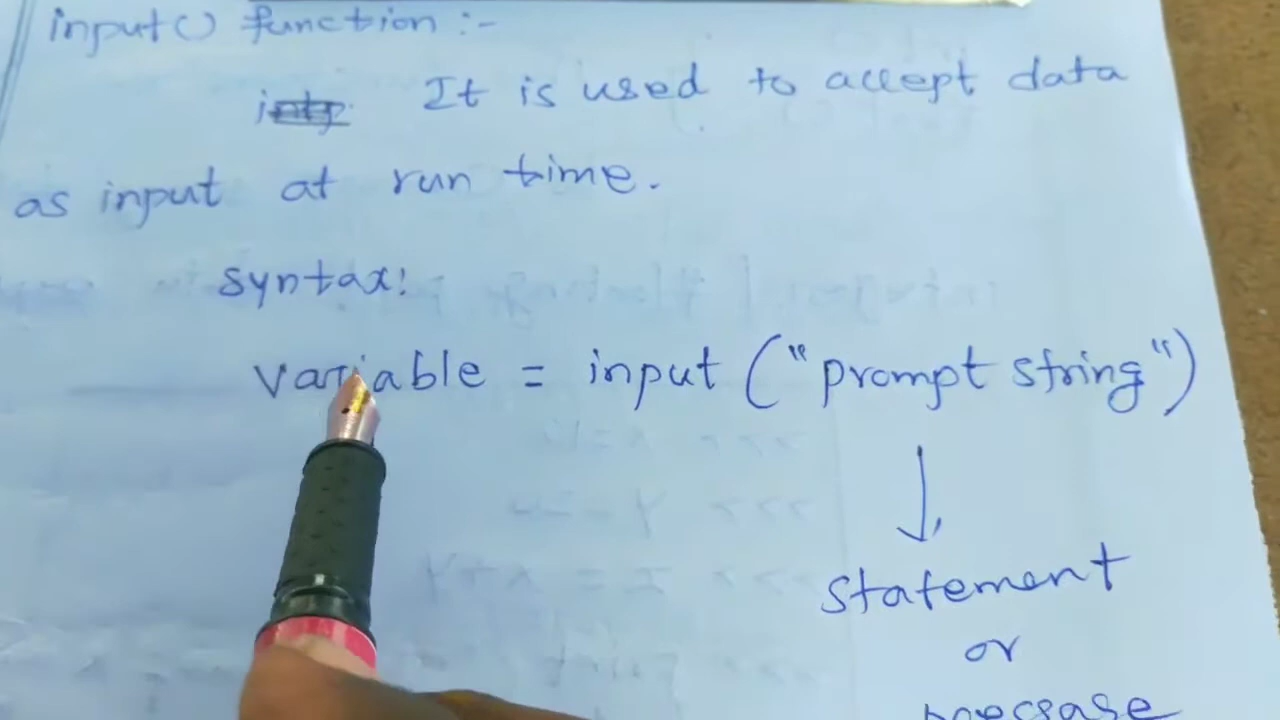 input() function :-
It is used to accept data
as input at run time.
syntax:
variable = input ("prompt string")
statement
or
message